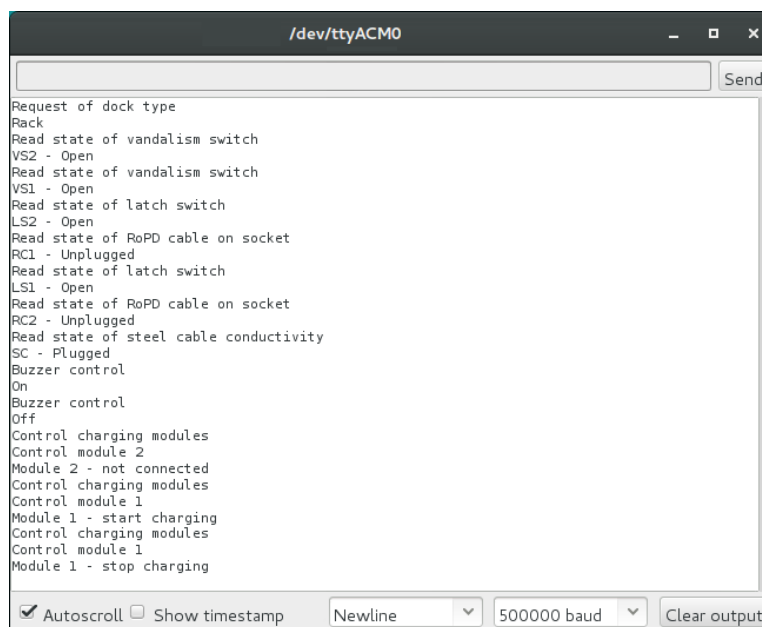 /dev/ttyACM0
Send
Request of dock type
Rack
Read state of vandalism switch
VS2 - Open
Read state of vandalism switch
VS1 - Open
Read state of latch switch
LS2 - Open
Read state of RoPD cable on socket
RC1 - Unplugged
Read state of latch switch
LS1 - Open
Read state of RoPD cable on socket
RC2 - Unplugged
Read state of steel cable conductivity
SC - Plugged
Buzzer control
On
Buzzer control
Off
Control charging modules
Control module 2
Module 2 - not connected
Control charging modules
Control module 1
Module 1 - start charging
Control charging modules
Control module 1
Module 1 - stop charging
Autoscroll Show timestamp Newline 500000 baud Clear output